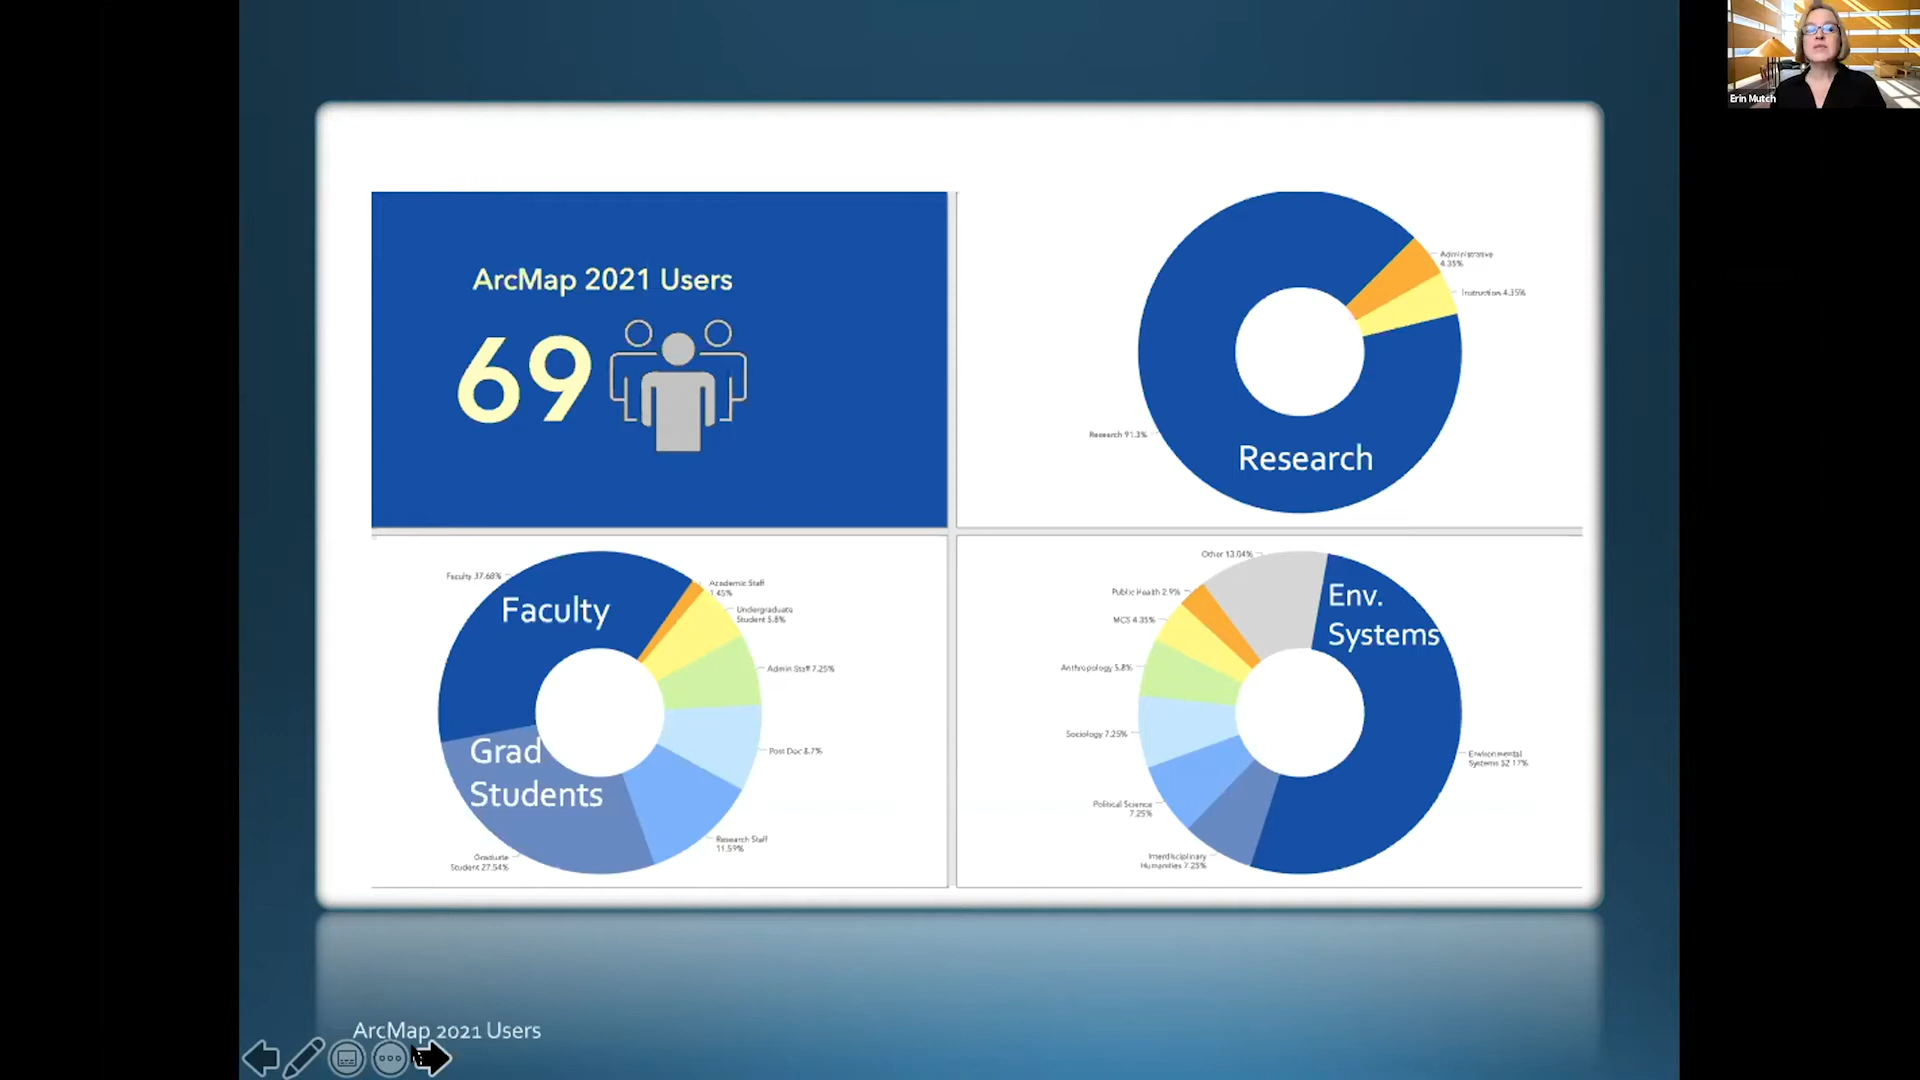 Erin Mutch
ArcMap 2021 Users
69
Administrative
4.35%
Instruction 4.35%
Research 91.3%
Research
Faculty 37.68%
Faculty
Academic Staff
1.45%
Undergraduate
Student 5.8%
Admin Staff 7.25%
Post Doc 8.7%
Research Staff
11.59%
Grad
Students
Graduate
Student 27.54%
Other 13.04%
Public Health 2.9%
MCS 4.35%
Anthropology 5.8%
Sociology 7.25%
Political Science
7.25%
Interdisciplinary
Humanities 7.25%
Env.
Systems
Environmental
Systems 52.17%
ArcMap 2021 Users